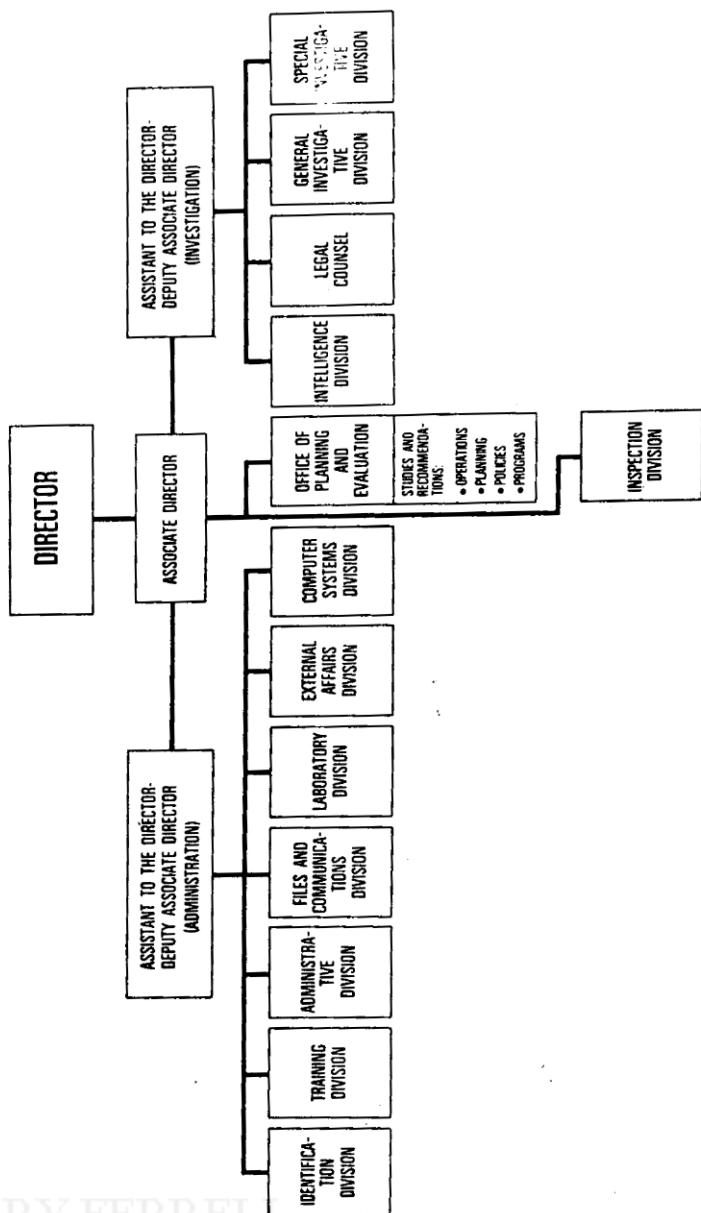 DIRECTOR
ASSISTANT TO THE DIRECTOR-
DEPUTY ASSOCIATE DIRECTOR
(ADMINISTRATION)
ASSOCIATE DIRECTOR
ASSISTANT TO THE DIRECTOR-
DEPUTY ASSOCIATE DIRECTOR
(INVESTIGATION)
IDENTIFICA-
TION
DIVISION
TRAINING
DIVISION
ADMINISTRA-
TIVE
DIVISION
FILES AND
COMMUNICA-
TIONS
DIVISION
LABORATORY
DIVISION
EXTERNAL
AFFAIRS
DIVISION
COMPUTER
SYSTEMS
DIVISION
OFFICE OF
PLANNING
AND
EVALUATION
STUDIES AND
RECOMMENDA-
TIONS:
• OPERATIONS
• PLANNING
• POLICIES
• PROGRAMS
INTELLIGENCE
DIVISION
LEGAL
COUNSEL
GENERAL
INVESTIGA-
TIVE
DIVISION
SPECIAL
INVESTIGA-
TIVE
DIVISION
INSPECTION
DIVISION